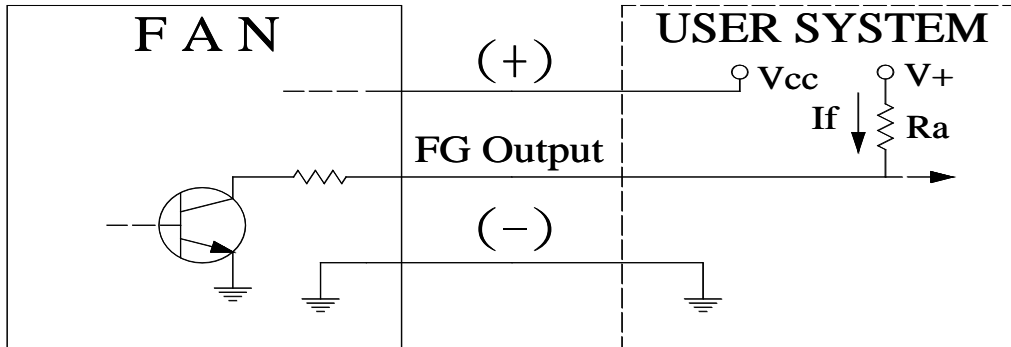 F A N
USER SYSTEM
(+)
Vcc
V+
If
Ra
FG Output
(-)